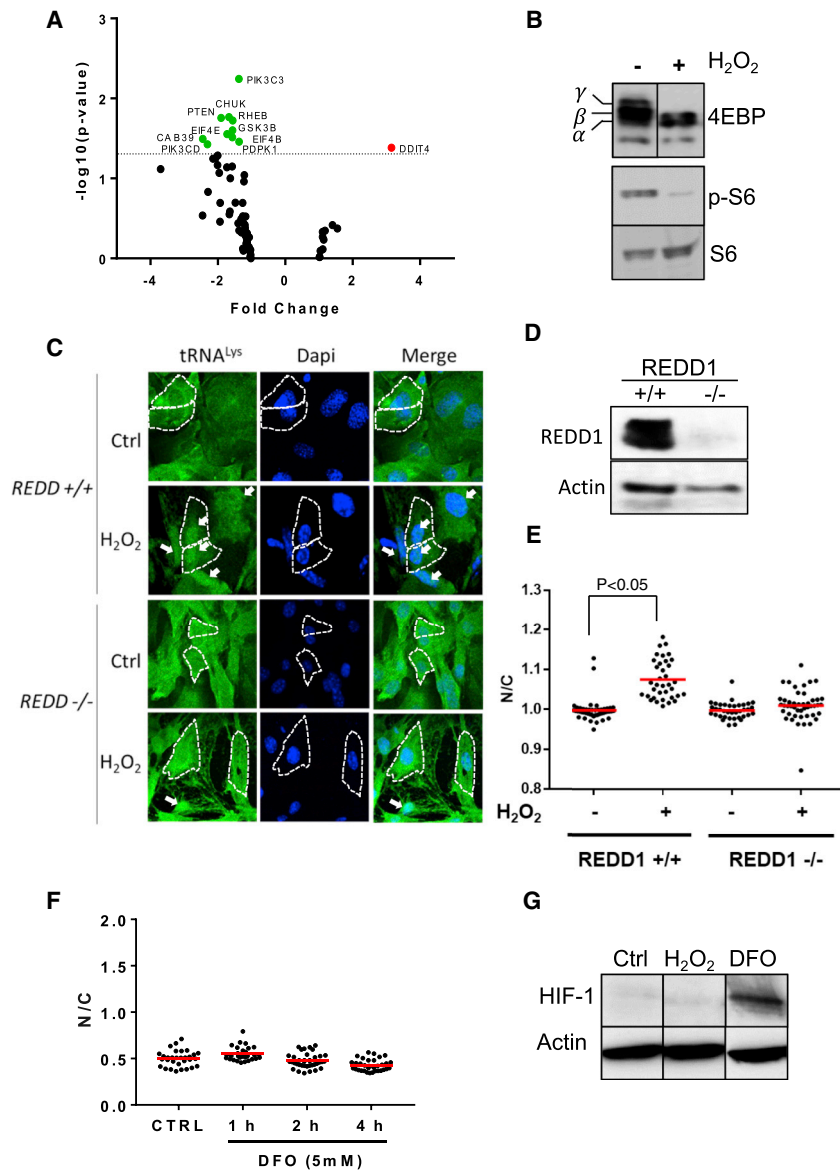 A
3
2
1
0
-log10(p-value)
PIK3C3
CHUK
PTEN
RHEB
GSK3B
EIF4E
EIF4B
CAB39
PDPK1
PIK3CD
DDIT4
-4 -2 0 2 4
Fold Change
B
- + H2O2
γ
β
α
4EBP
p-S6
S6
C
tRNALys Dapi Merge
REDD +/+
Ctrl
H2O2
REDD -/-
Ctrl
H2O2
D
REDD1
+/+ -/-
REDD1
Actin
E
1.3
1.2
1.1
1.0
0.9
0.8
N/C
P<0.05
H2O2 - + - +
REDD1 +/+ REDD1 -/-
F
2.0
1.5
1.0
0.5
0.0
N/C
CTRL 1 h 2 h 4 h
DFO (5mM)
G
Ctrl H2O2 DFO
HIF-1
Actin